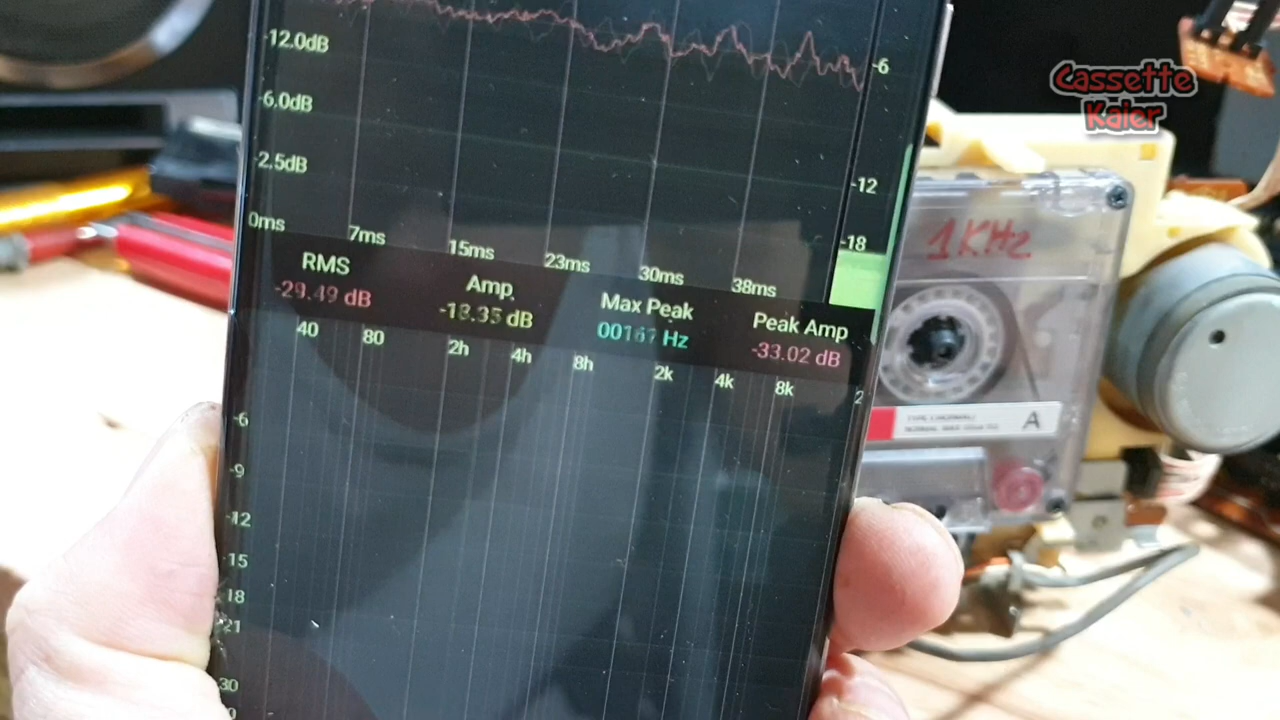 -12.0dB
-6.0dB
-2.5dB
0ms
7ms
15ms
23ms
30ms
38ms
-6
-12
-18
RMS
-29.49 dB
Amp
-18.35 dB
Max Peak
00167 Hz
Peak Amp
-33.02 dB
40
80
2h
4h
8h
2k
4k
8k
2
-6
-9
-12
-15
-18
-21
-30
Cassette
Kaier
1KHz
A